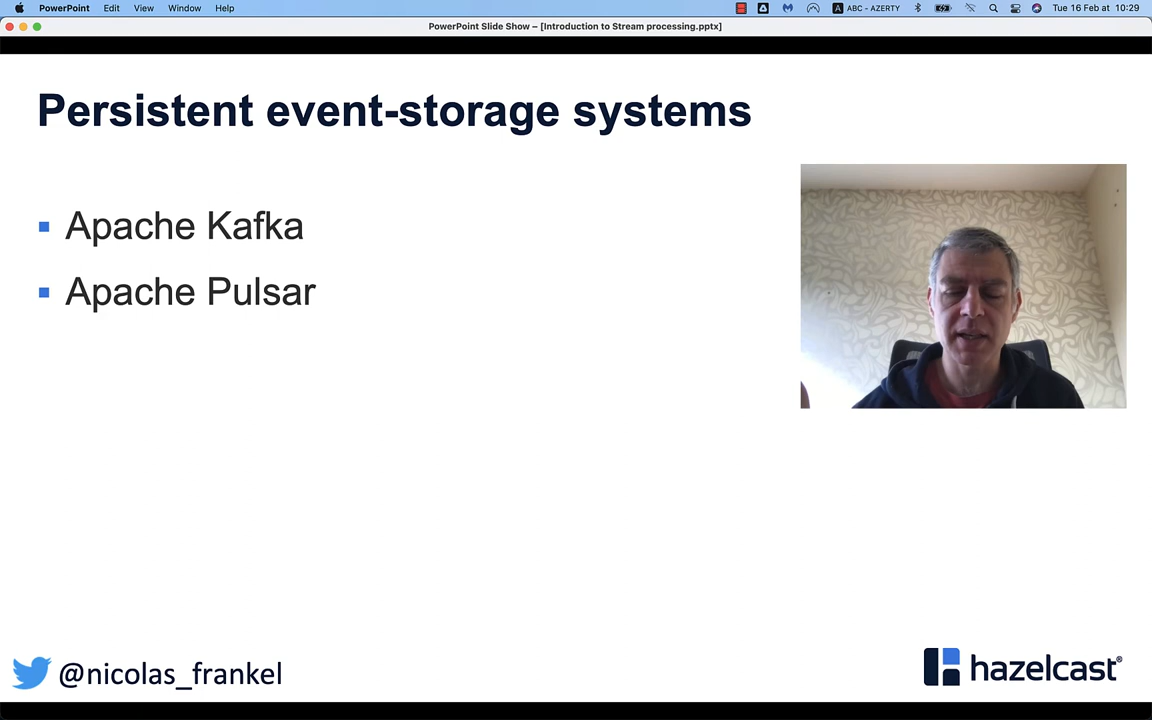 PowerPoint Edit View Window Help ABC - AZERTY Tue 16 Feb at 10:29
PowerPoint Slide Show – [Introduction to Stream processing.pptx]
Persistent event-storage systems
Apache Kafka
Apache Pulsar
@nicolas_frankel
hazelcast®